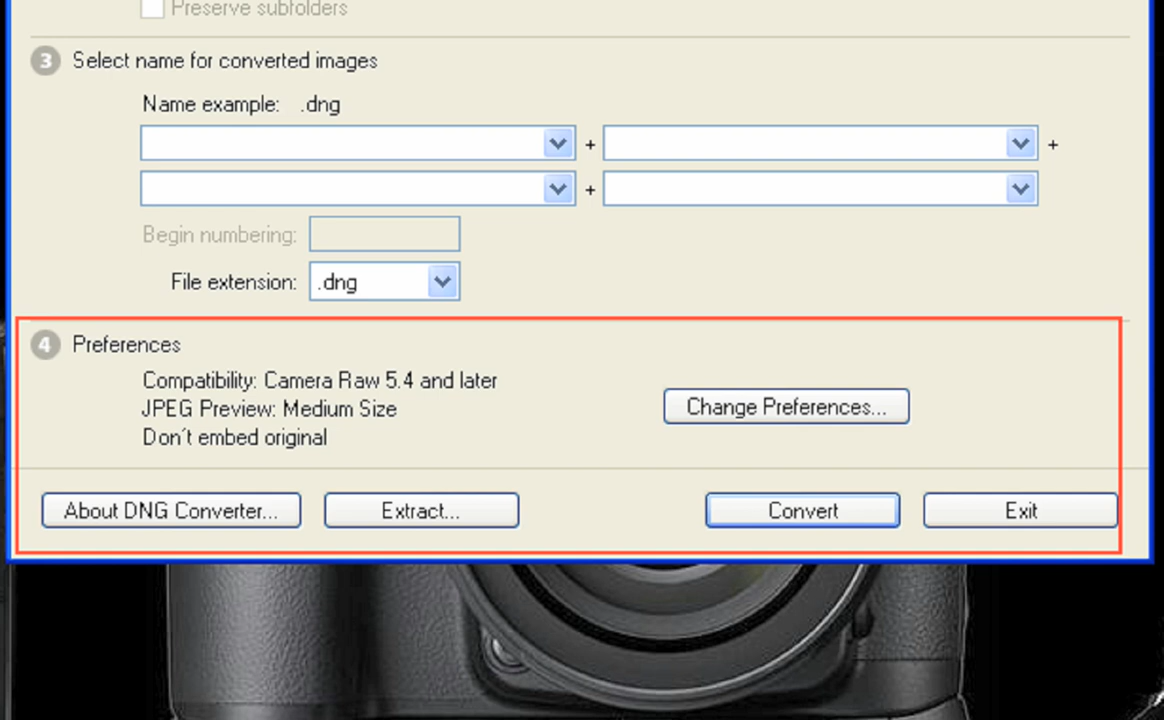 Preserve subfolders
3 Select name for converted images
Name example: .dng
+ +
+
Begin numbering:
File extension: .dng
4 Preferences
Compatibility: Camera Raw 5.4 and later
JPEG Preview: Medium Size
Change Preferences...
Don´t embed original
About DNG Converter... Extract... Convert Exit